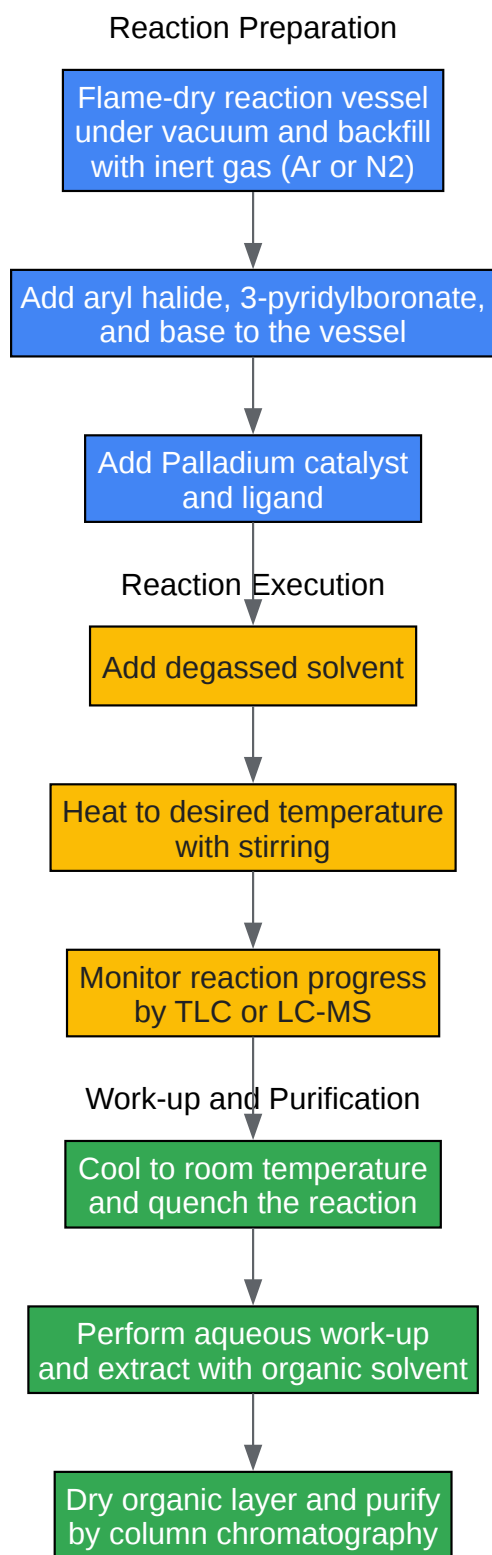 Reaction Preparation
Flame-dry reaction vessel
under vacuum and backfill
with inert gas (Ar or N2)
Add aryl halide, 3-pyridylboronate,
and base to the vessel
Add Palladium catalyst
and ligand
Reaction Execution
Add degassed solvent
Heat to desired temperature
with stirring
Monitor reaction progress
by TLC or LC-MS
Work-up and Purification
Cool to room temperature
and quench the reaction
Perform aqueous work-up
and extract with organic solvent
Dry organic layer and purify
by column chromatography